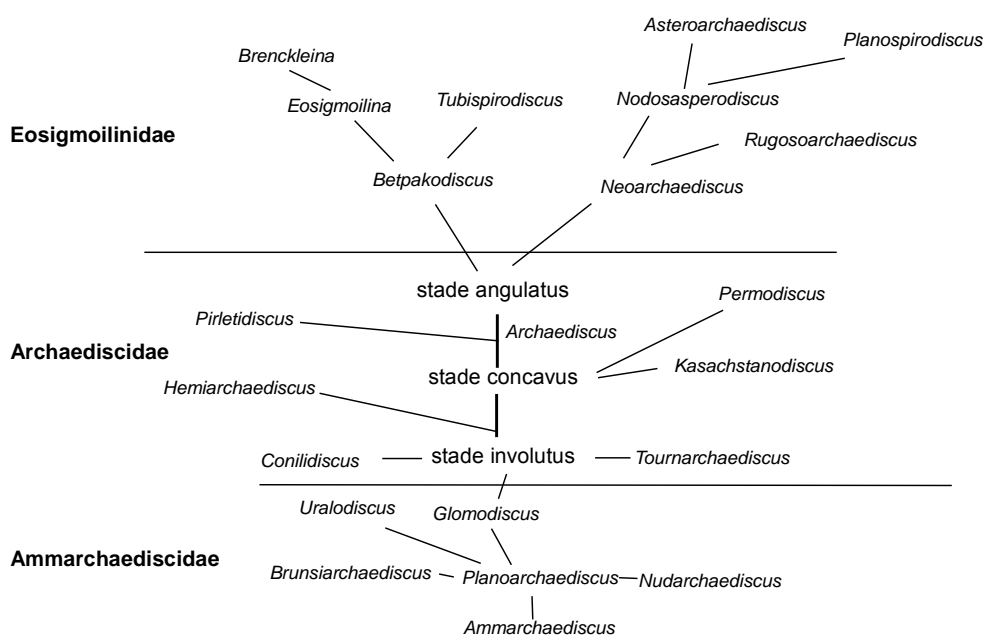 Asteroarchaediscus
Planospirodiscus
Brenckleina
Eosigmoilina
Tubispirodiscus
Nodosasperodiscus
Eosigmoilinidae
Rugosoarchaediscus
Betpakodiscus
Neoarchaediscus
stade angulatus
Permodiscus
Pirletidiscus
Archaediscus
Archaediscidae
stade concavus
Kasachstanodiscus
Hemiarchaediscus
Conilidiscus
stade involutus
Tournarchaediscus
Uralodiscus
Glomodiscus
Ammarchaediscidae
Brunsiarchaediscus
Planoarchaediscus
Nudarchaediscus
Ammarchaediscus